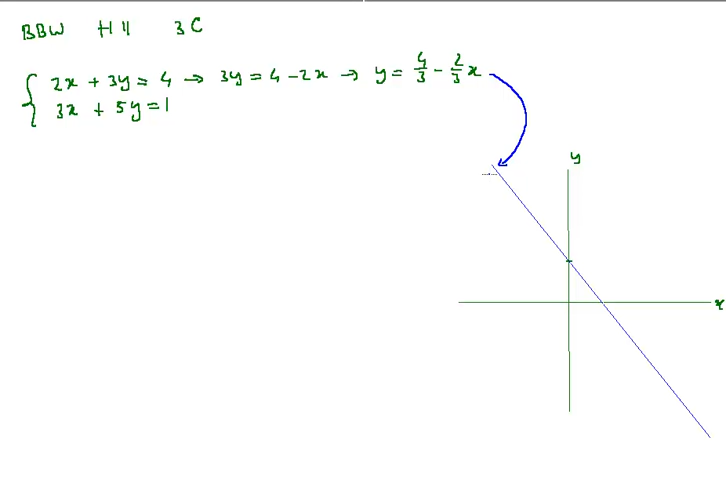 BBW H11 3C
2x + 3y = 4 → 3y = 4 - 2x → y = 4/3 - 2/3 x
3x + 5y = 1
y
x